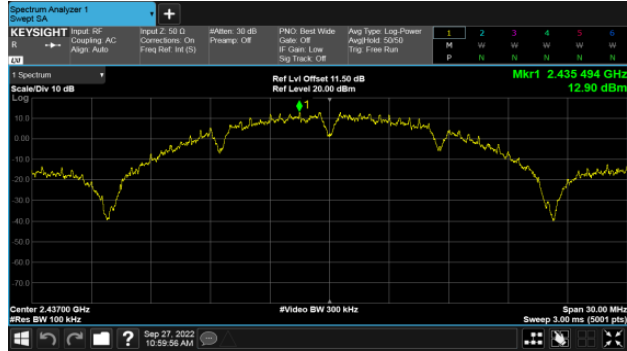 Spectrum Analyzer 1
Swept SA
+
KEYSIGHT Input: RF Input Z: 50 Ω #Atten: 30 dB PNO: Best Wide Avg Type: Log-Power 1 2 3 4 5 6
R Coupling: AC Corrections: On Preamp: Off Gate: Off Avg|Hold: 50/50 M W W W W W
Align: Auto Freq Ref: Int (S) IF Gain: Low Trig: Free Run
Sig Track: Off P N N N N N
LXI
1 Spectrum
Ref Lvl Offset 11.50 dB Mkr1 2.435 494 GHz
Scale/Div 10 dB Ref Level 20.00 dBm 12.90 dBm
Log
1
10.0
0.00
-10.0
-20.0
-30.0
-40.0
-50.0
-60.0
-70.0
Center 2.43700 GHz #Video BW 300 kHz Span 30.00 MHz
#Res BW 100 kHz Sweep 3.00 ms (5001 pts)
? Sep 27, 2022
10:59:56 AM